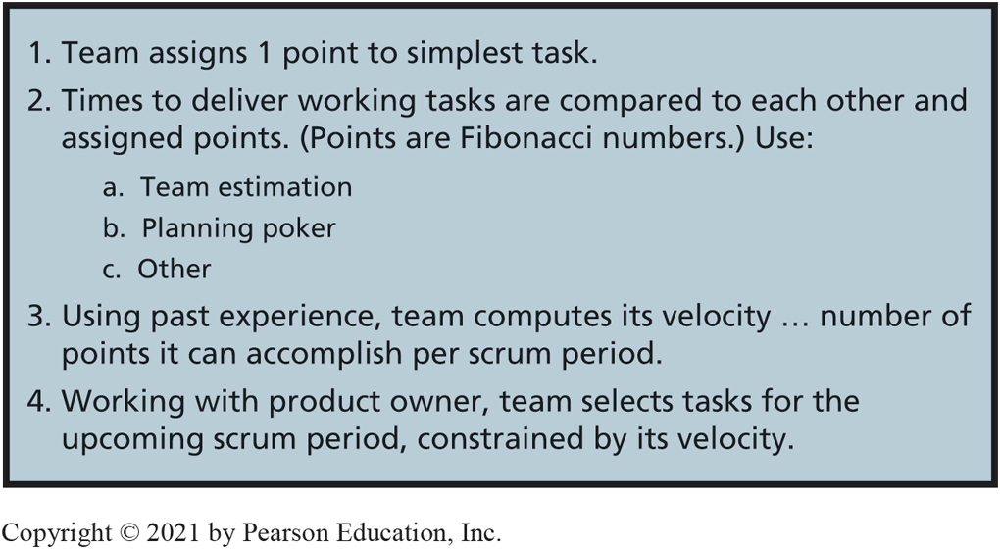 1. Team assigns 1 point to simplest task.
2. Times to deliver working tasks are compared to each other and
assigned points. (Points are Fibonacci numbers.) Use:
a. Team estimation
b. Planning poker
c. Other
3. Using past experience, team computes its velocity … number of
points it can accomplish per scrum period.
4. Working with product owner, team selects tasks for the
upcoming scrum period, constrained by its velocity.
Copyright © 2021 by Pearson Education, Inc.